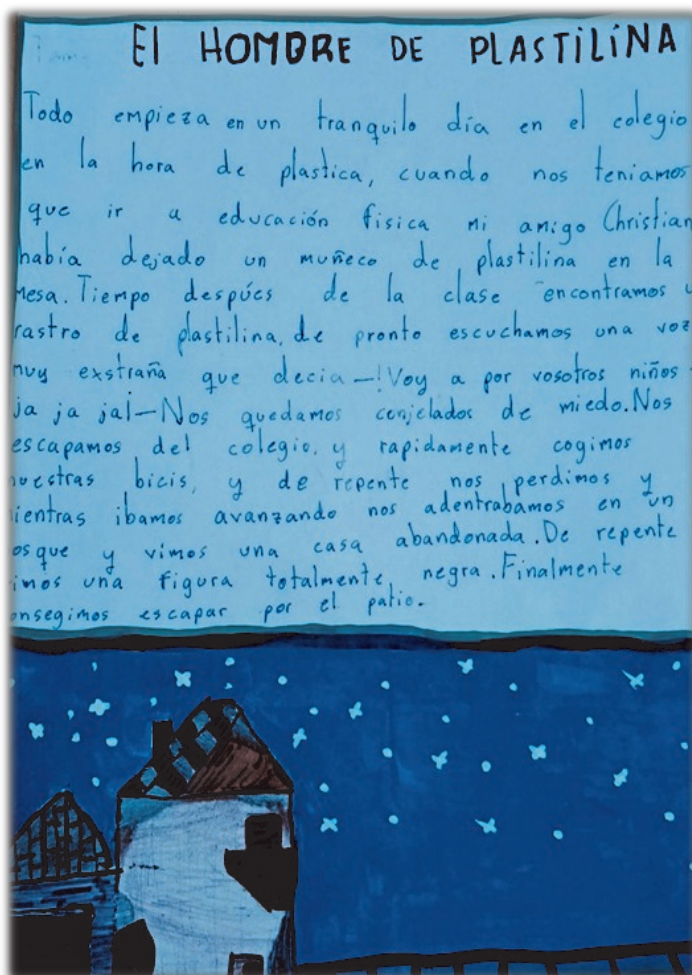 El HOMBRE DE PLASTILINA
Todo empieza en un tranquilo día en el colegio
en la hora de plastica, cuando nos teniamos
que ir a educación fisica mi amigo Christian
había dejado un muñeco de plastilina en la
mesa. Tiempo despúes de la clase encontramos u
rastro de plastilina, de pronto escuchamos una voz
muy exstraña que decia —!Voy a por vosotros niños
ja ja ja!— Nos quedamos conjelados de miedo. Nos
escapamos del colegio, y rapidamente cogimos
uestras bicis, y de repente nos perdimos y
ientras ibamos avanzando nos adentrabamos en un
osque y vimos una casa abandonada. De repente
imos una figura totalmente negra. Finalmente
onsegimos escapar por el patio.